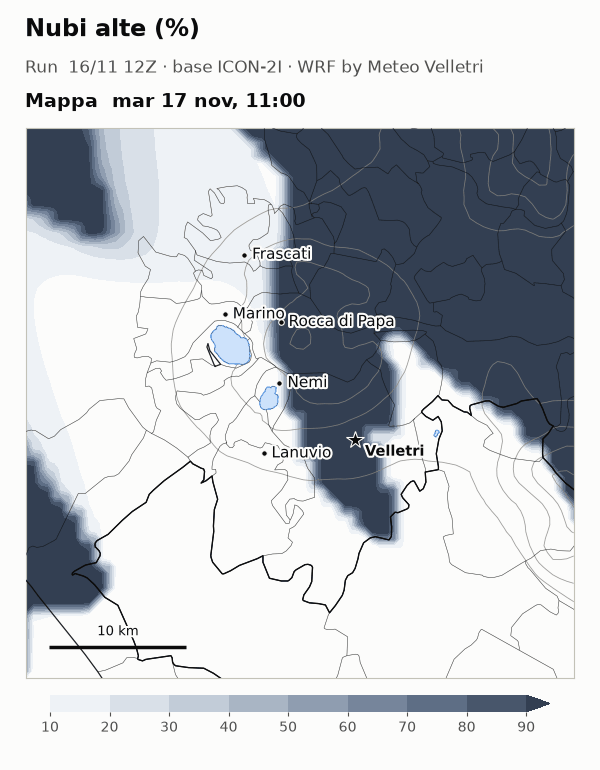 Nubi alte (%)
Run  16/11 12Z · base ICON-2I · WRF by Meteo Velletri
Mappa  mar 17 nov, 11:00
Frascati
Marino
Rocca di Papa
Nemi
Velletri
Lanuvio
10 km
10 20 30 40 50 60 70 80 90